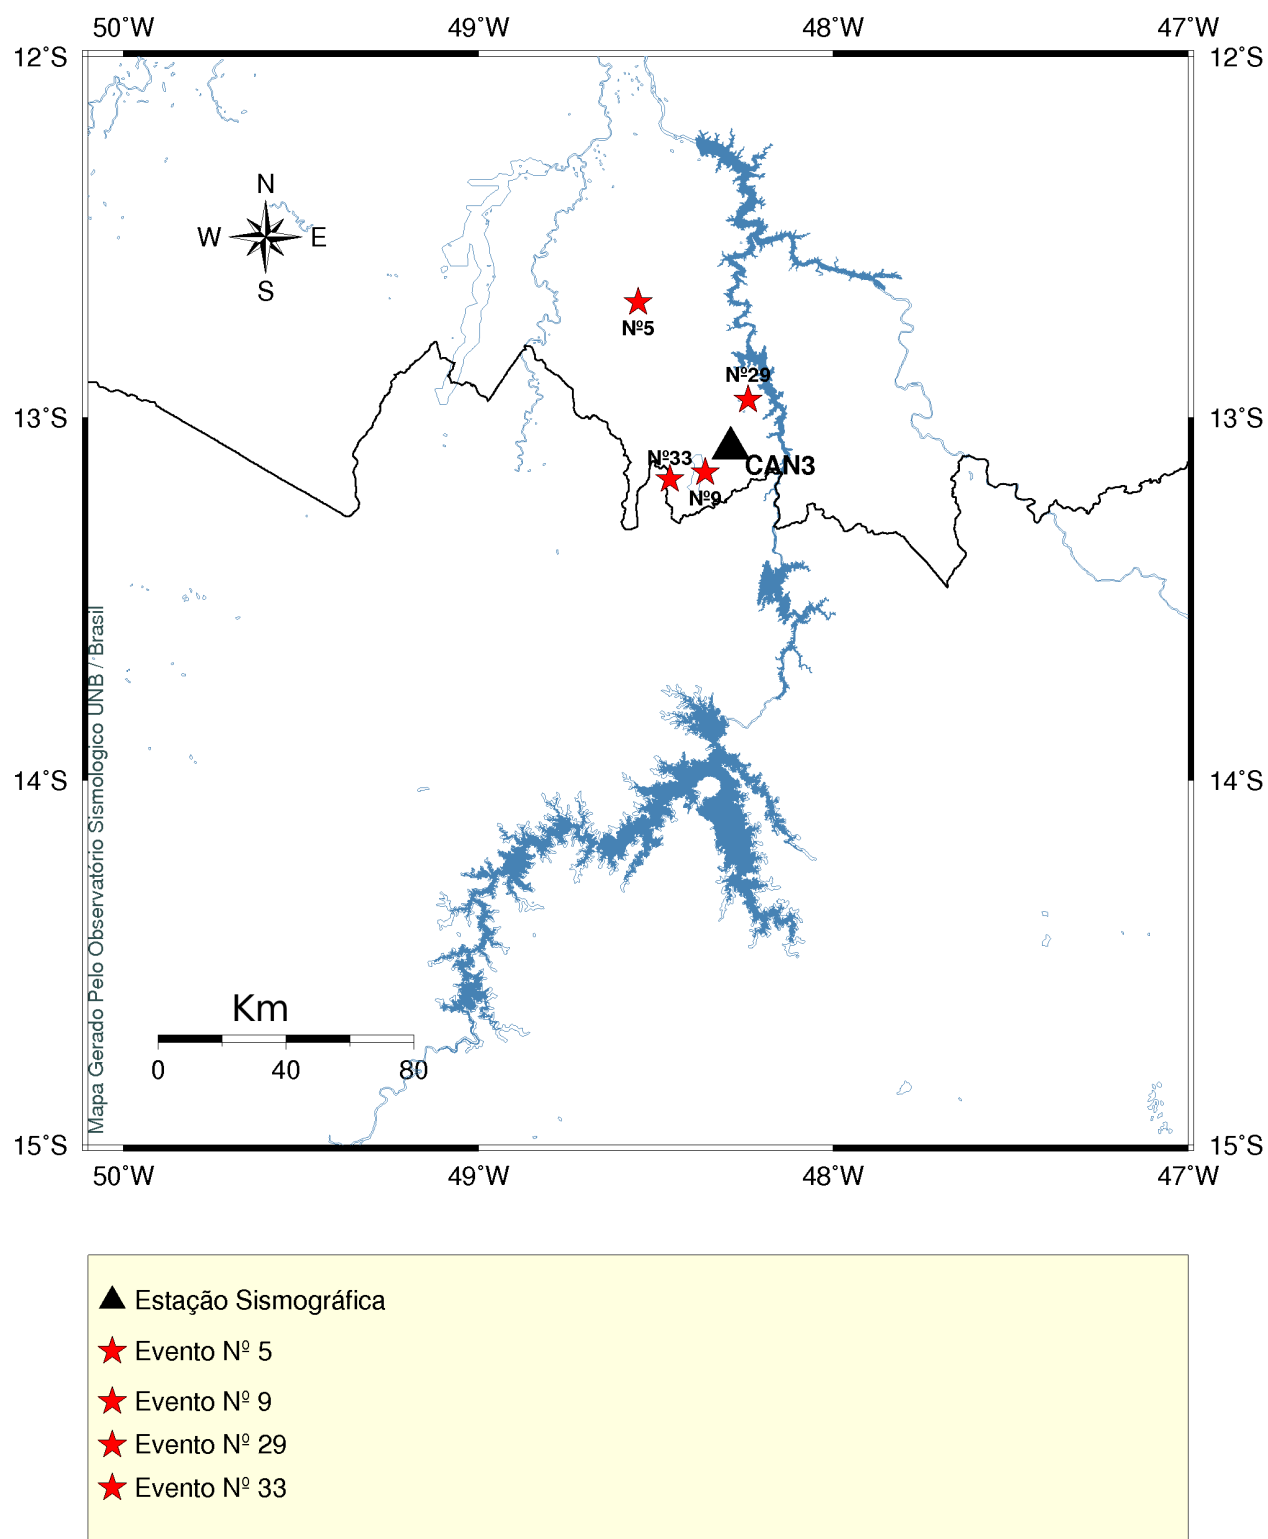 50°W 49°W 48°W 47°W
12°S 12°S
N
W E
S
Nº5
Nº29
13°S 13°S
CAN3
Nº33
Nº9
Mapa Gerado Pelo Observatório Sismologico UNB / Brasil
14°S 14°S
Km
0 40 80
15°S 15°S
50°W 49°W 48°W 47°W
Estação Sismográfica
Evento Nº 5
Evento Nº 9
Evento Nº 29
Evento Nº 33